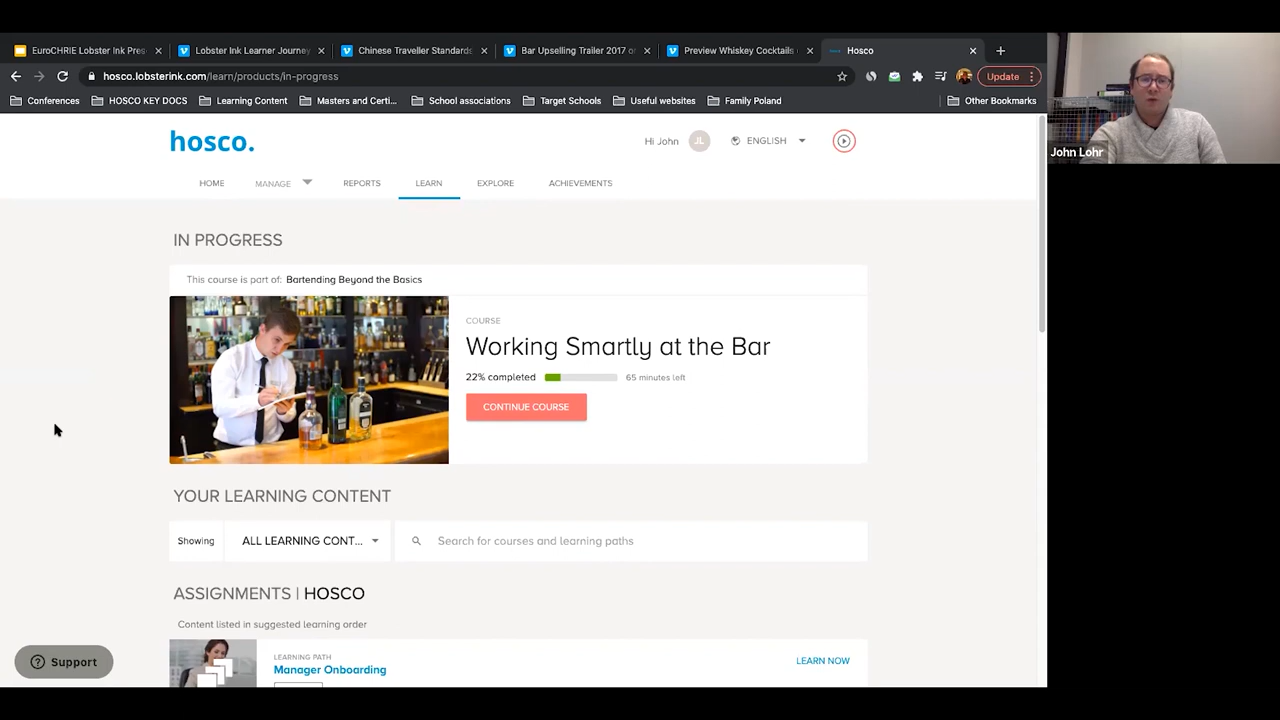 EuroCHRIE Lobster Ink Pres
Lobster Ink Learner Journey
Chinese Traveller Standards
Bar Upselling Trailer 2017 o
Preview Whiskey Cocktails
Hosco
hosco.lobsterink.com/learn/products/in-progress
Update
Conferences
HOSCO KEY DOCS
Learning Content
Masters and Certi...
School associations
Target Schools
Useful websites
Family Poland
Other Bookmarks
John Lohr
hosco.
Hi John
JL
ENGLISH
HOME
MANAGE
REPORTS
LEARN
EXPLORE
ACHIEVEMENTS
IN PROGRESS
This course is part of: Bartending Beyond the Basics
COURSE
Working Smartly at the Bar
22% completed
65 minutes left
CONTINUE COURSE
YOUR LEARNING CONTENT
Showing
ALL LEARNING CONT...
Search for courses and learning paths
ASSIGNMENTS | HOSCO
Content listed in suggested learning order
LEARNING PATH
Manager Onboarding
LEARN NOW
Support